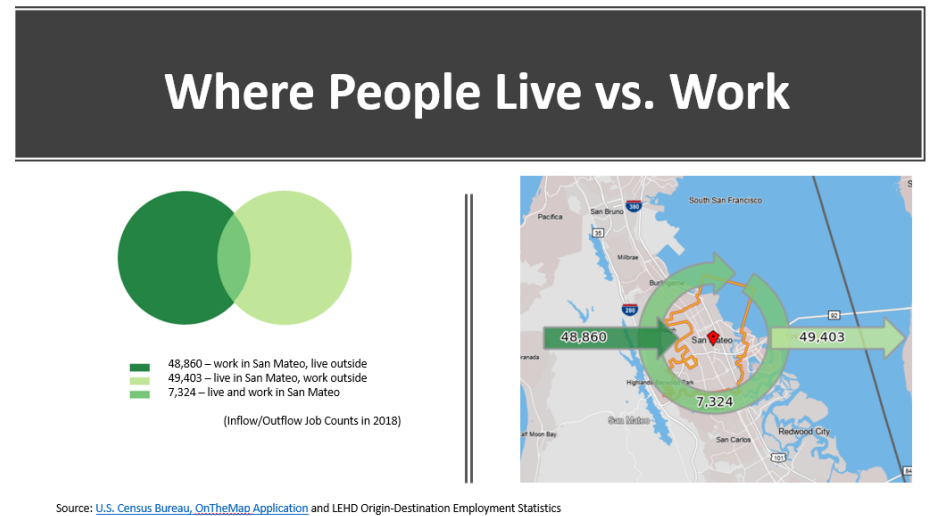 Where People Live vs. Work
48,860 – work in San Mateo, live outside
49,403 – live in San Mateo, work outside
7,324 – live and work in San Mateo
(Inflow/Outflow Job Counts in 2018)
South San Francisco
380
Pacifica
San Bruno
35
Millbrae
280
92
48,860
San Mateo
49,403
ranada
7,324
San Mateo
Redwood City
alf Moon Bay
San Carlos
101
84
Source: U.S. Census Bureau, OnTheMap Application and LEHD Origin-Destination Employment Statistics